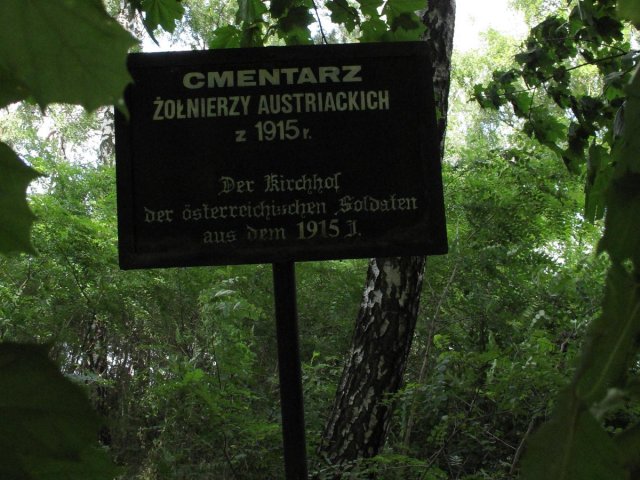 CMENTARZ
ŻOŁNIERZY AUSTRIACKICH
z 1915 r.
Der Kirchhof
der österreichischen Soldaten
aus dem 1915 J.